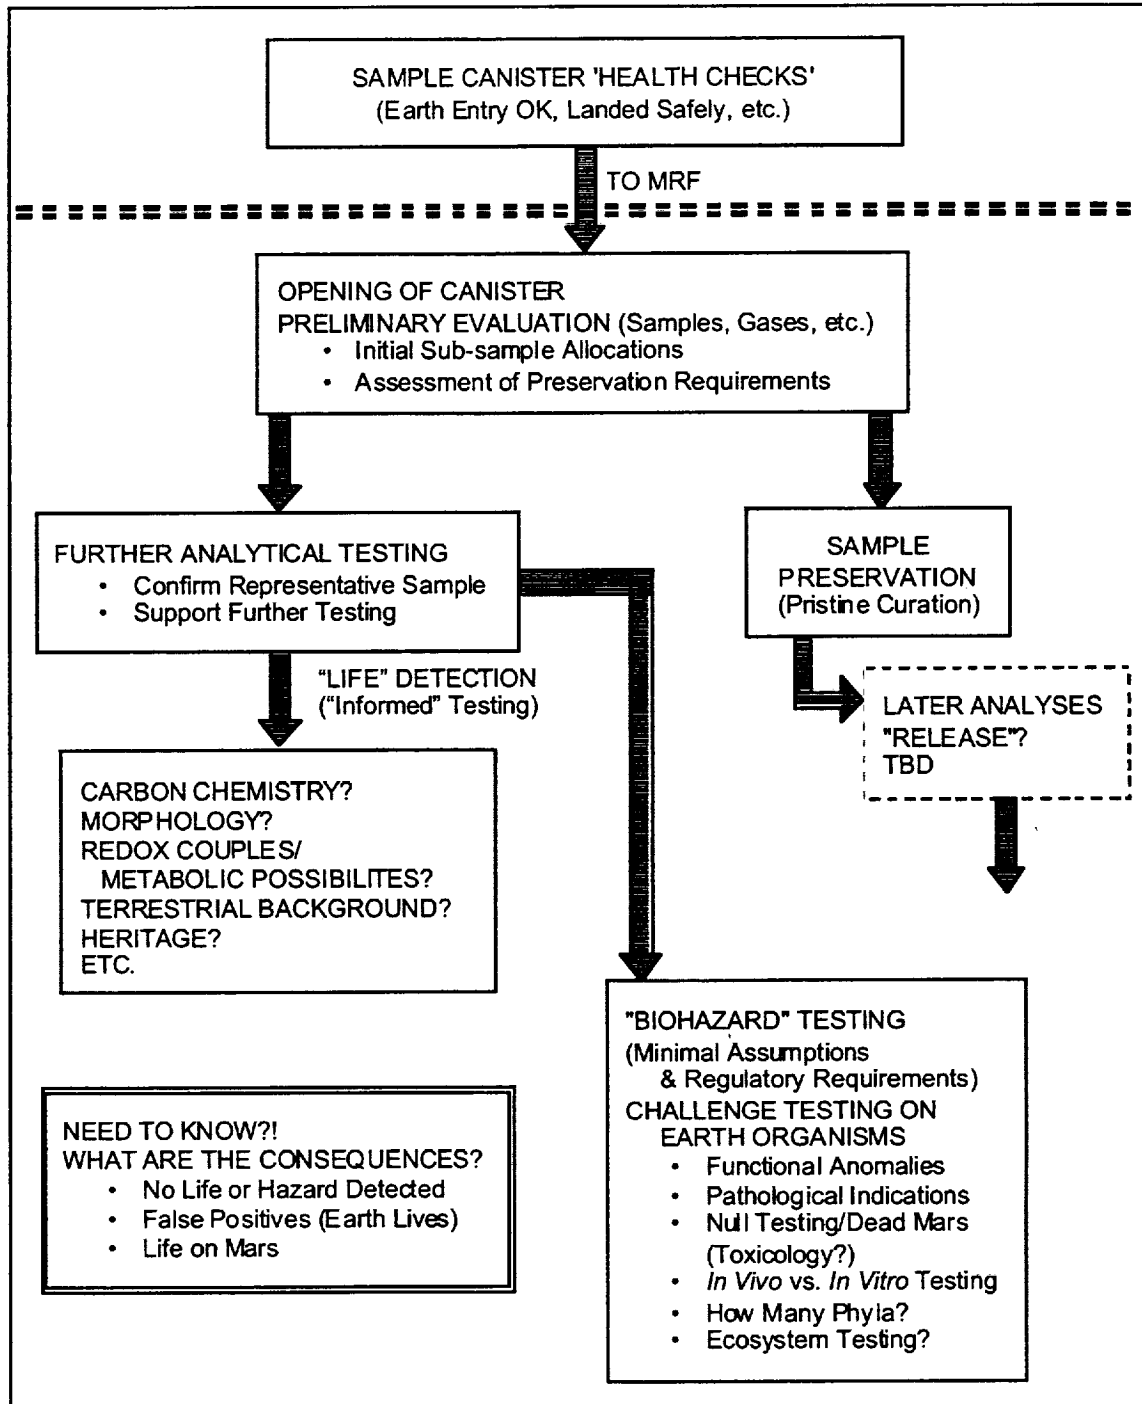 SAMPLE CANISTER 'HEALTH CHECKS'
(Earth Entry OK, Landed Safely, etc.)
TO MRF
OPENING OF CANISTER
PRELIMINARY EVALUATION (Samples, Gases, etc.)
• Initial Sub-sample Allocations
• Assessment of Preservation Requirements
FURTHER ANALYTICAL TESTING
• Confirm Representative Sample
• Support Further Testing
SAMPLE
PRESERVATION
(Pristine Curation)
"LIFE" DETECTION
("Informed" Testing)
LATER ANALYSES
"RELEASE"?
TBD
CARBON CHEMISTRY?
MORPHOLOGY?
REDOX COUPLES/
METABOLIC POSSIBILITES?
TERRESTRIAL BACKGROUND?
HERITAGE?
ETC.
"BIOHAZARD" TESTING
(Minimal Assumptions
& Regulatory Requirements)
CHALLENGE TESTING ON
EARTH ORGANISMS
• Functional Anomalies
• Pathological Indications
• Null Testing/Dead Mars
(Toxicology?)
• In Vivo vs. In Vitro Testing
• How Many Phyla?
• Ecosystem Testing?
NEED TO KNOW?!
WHAT ARE THE CONSEQUENCES?
• No Life or Hazard Detected
• False Positives (Earth Lives)
• Life on Mars